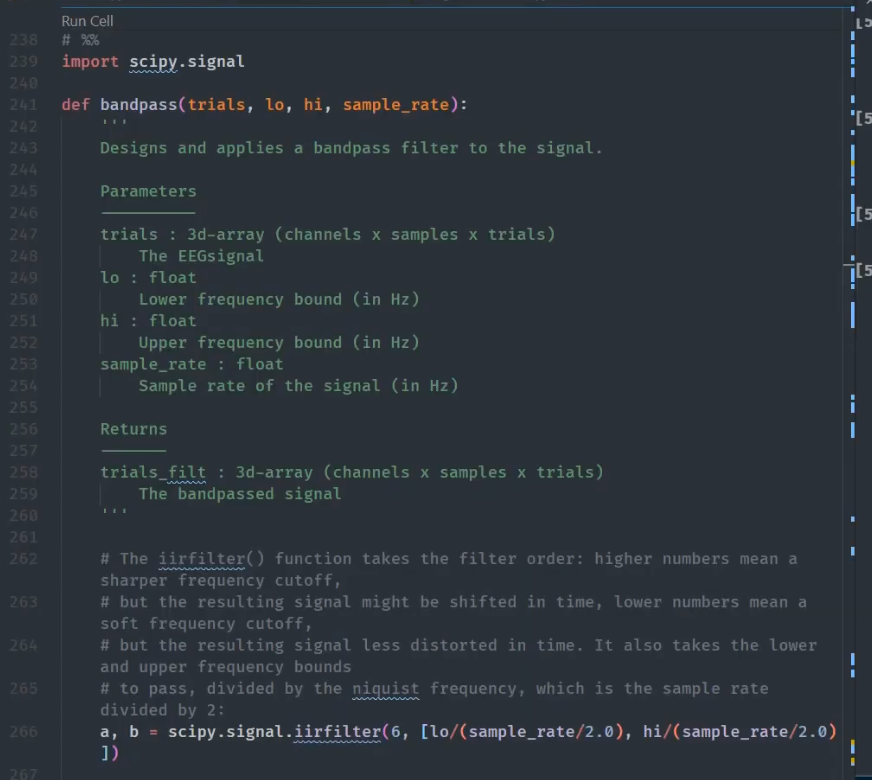 Run Cell
238 # %%
239 import scipy.signal
240
241 def bandpass(trials, lo, hi, sample_rate):
242 '''
243 Designs and applies a bandpass filter to the signal.
244
245 Parameters
246 ----------
247 trials : 3d-array (channels x samples x trials)
248 The EEGsignal
249 lo : float
250 Lower frequency bound (in Hz)
251 hi : float
252 Upper frequency bound (in Hz)
253 sample_rate : float
254 Sample rate of the signal (in Hz)
255
256 Returns
257 -------
258 trials_filt : 3d-array (channels x samples x trials)
259 The bandpassed signal
260 '''
261
262 # The iirfilter() function takes the filter order: higher numbers mean a
sharper frequency cutoff,
263 # but the resulting signal might be shifted in time, lower numbers mean a
soft frequency cutoff,
264 # but the resulting signal less distorted in time. It also takes the lower
and upper frequency bounds
265 # to pass, divided by the niquist frequency, which is the sample rate
divided by 2:
266 a, b = scipy.signal.iirfilter(6, [lo/(sample_rate/2.0), hi/(sample_rate/2.0)
])
267
[5
[5
[5
[5